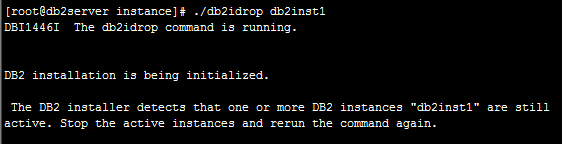 [root@db2server instance]# ./db2idrop db2inst1
DBI1446I  The db2idrop command is running.
DB2 installation is being initialized.
The DB2 installer detects that one or more DB2 instances "db2inst1" are still
active. Stop the active instances and rerun the command again.